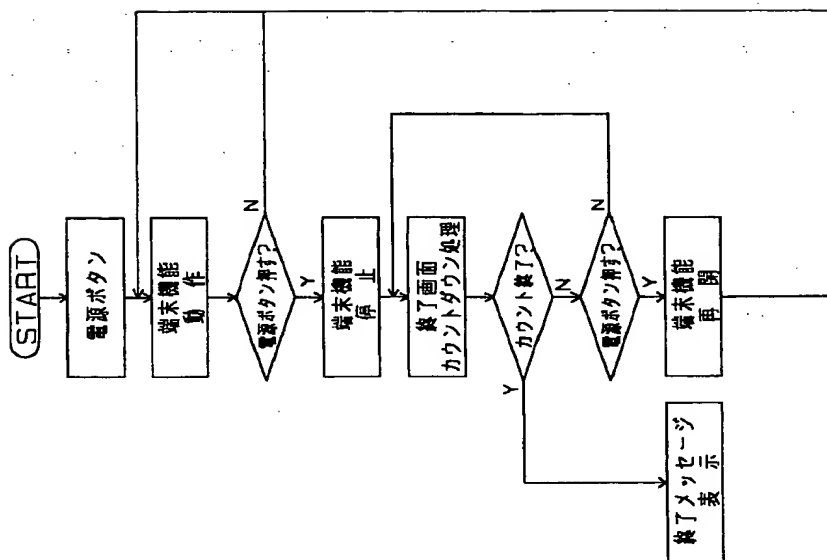 START
電源ボタン
端末機能
動作
電源ボタン押す?
N
Y
端末機能
停止
終了画面
カウントダウン処理
カウント終了?
Y
N
電源ボタン押す?
N
Y
端末機能
再開
終了メッセージ
表示